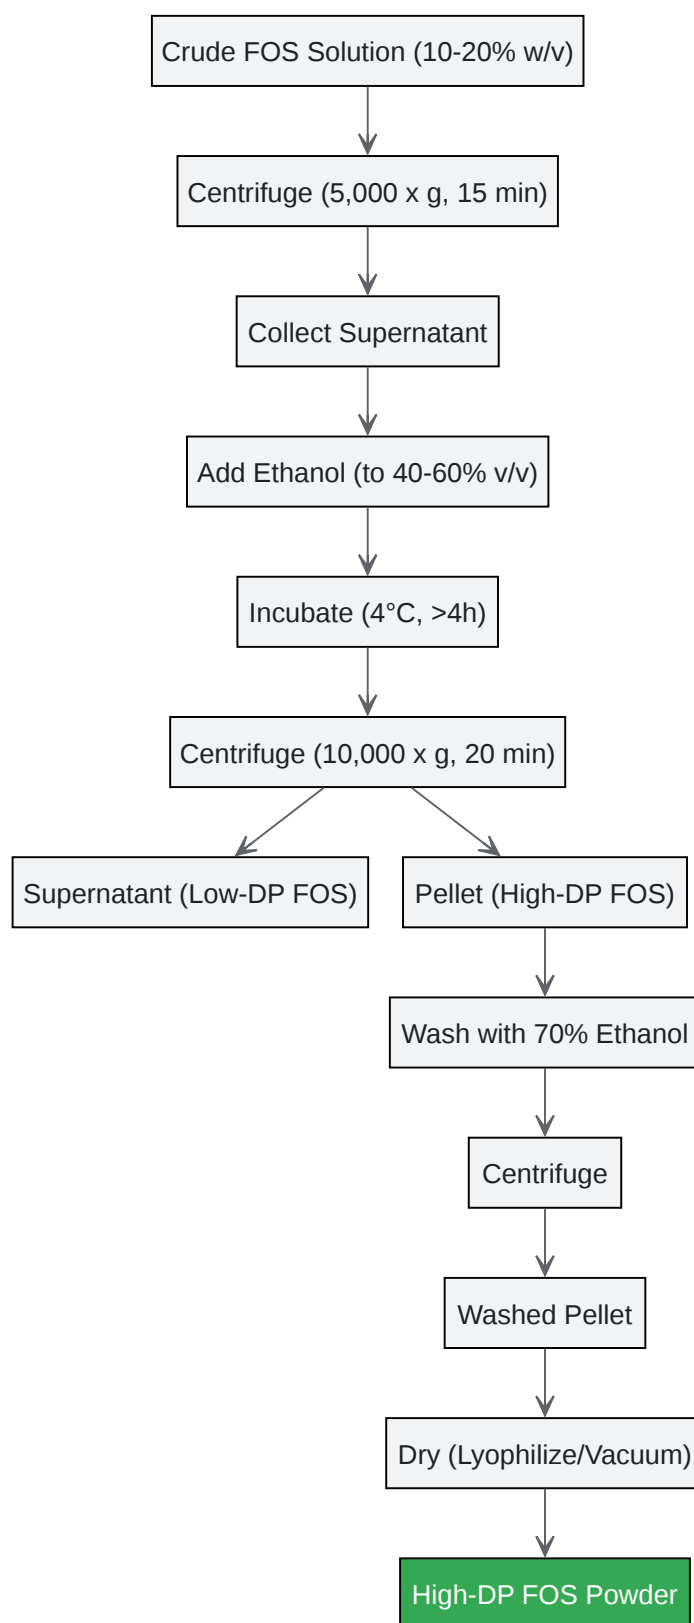 Crude FOS Solution (10-20% w/v)
Centrifuge (5,000 x g, 15 min)
Collect Supernatant
Add Ethanol (to 40-60% v/v)
Incubate (4°C, >4h)
Centrifuge (10,000 x g, 20 min)
Supernatant (Low-DP FOS)
Pellet (High-DP FOS)
Wash with 70% Ethanol
Centrifuge
Washed Pellet
Dry (Lyophilize/Vacuum)
High-DP FOS Powder